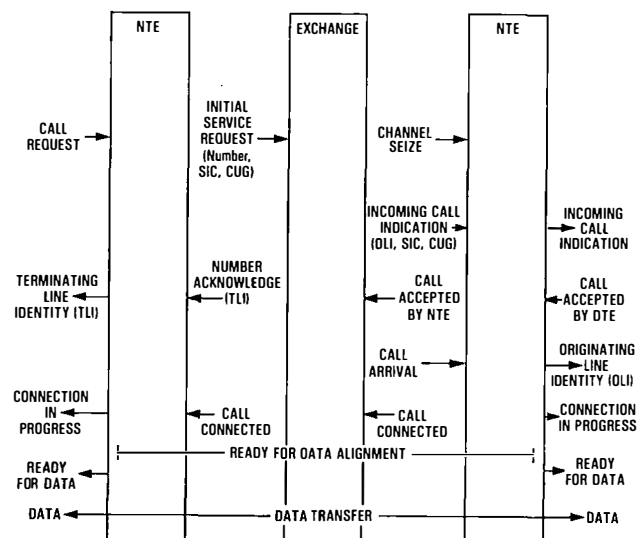 NTE
EXCHANGE
NTE
CALL
REQUEST
INITIAL
SERVICE
REQUEST
(Number,
SIC, CUG)
CHANNEL
SEIZE
INCOMING CALL
INDICATION
(OLI, SIC, CUG)
INCOMING
CALL
INDICATION
TERMINATING
LINE
IDENTITY (TLI)
NUMBER
ACKNOWLEDGE
(TLI)
CALL
ACCEPTED
BY NTE
CALL
ACCEPTED
BY DTE
CALL
ARRIVAL
ORIGINATING
LINE
IDENTITY (OLI)
CONNECTION
IN
PROGRESS
CALL
CONNECTED
CALL
CONNECTED
CONNECTION
IN PROGRESS
READY FOR OATA ALIGNMENT
READY
FOR DATA
READY
FOR DATA
DATA
DATA TRANSFER
DATA